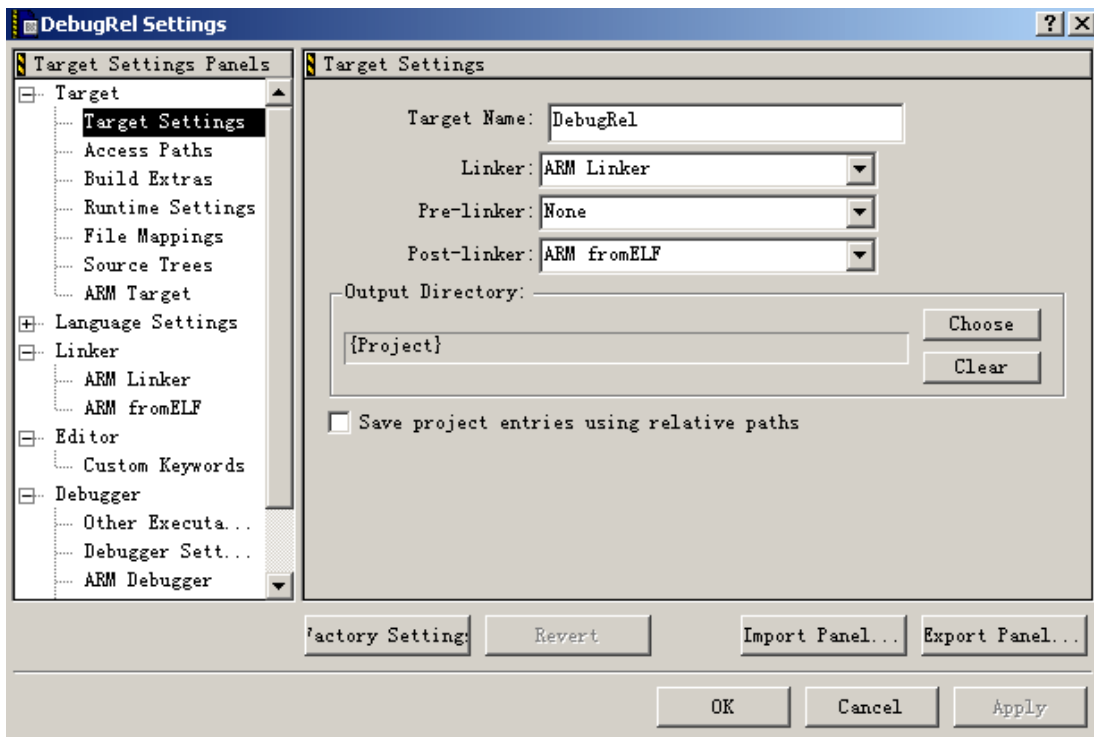 DebugRel Settings
Target Settings Panels
Target
Target Settings
Access Paths
Build Extras
Runtime Settings
File Mappings
Source Trees
ARM Target
Language Settings
Linker
ARM Linker
ARM fromELF
Editor
Custom Keywords
Debugger
Other Executa...
Debugger Sett...
ARM Debugger
Target Settings
Target Name: DebugRel
Linker: ARM Linker
Pre-linker: None
Post-linker: ARM fromELF
Output Directory:
{Project}
Choose
Clear
Save project entries using relative paths
Factory Settings
Revert
Import Panel...
Export Panel...
OK
Cancel
Apply